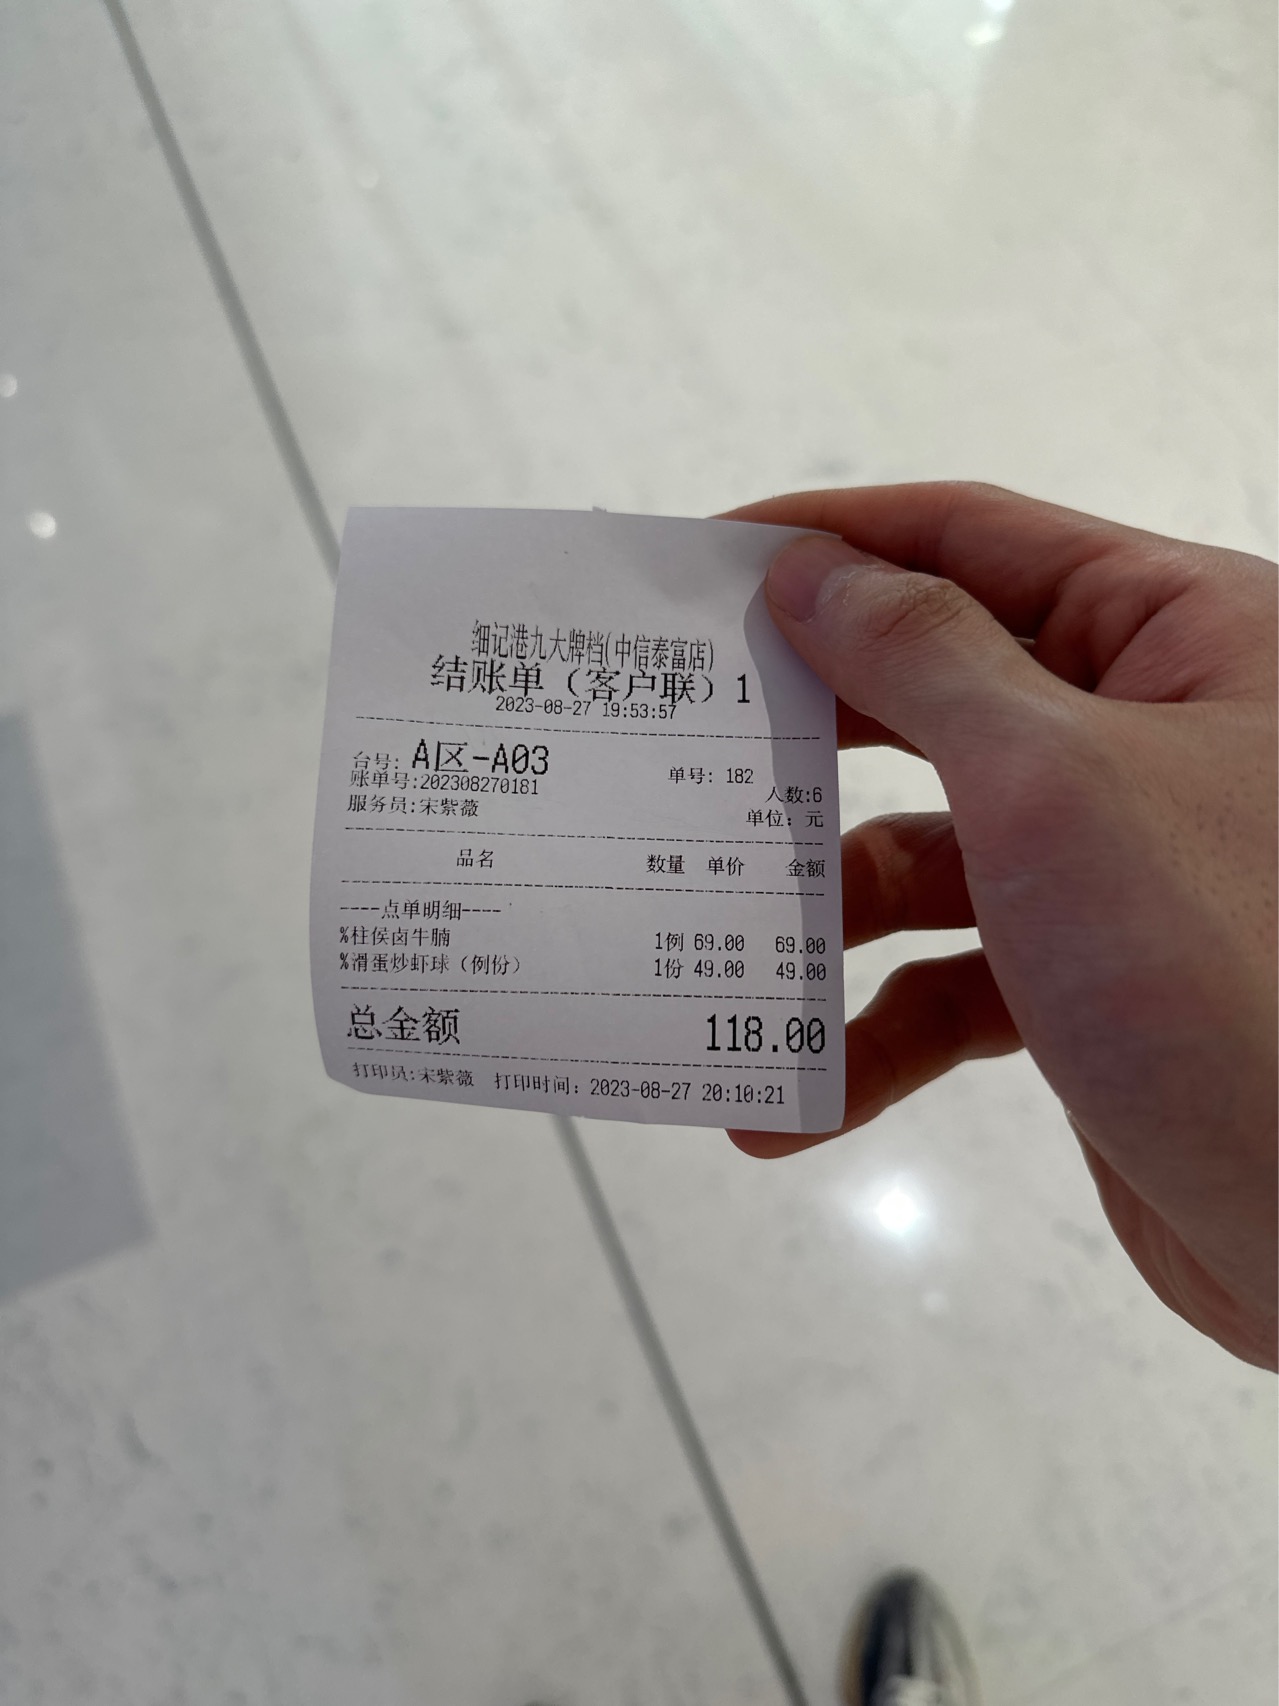 细记港九大牌档(中信泰富店)
结账单（客户联）1
2023-08-27 19:53:57
台号: A区-A03
单号: 182
账单号:202308270181
人数:6
服务员:宋紫薇
单位: 元
品名 数量 单价 金额
----点单明细----
%柱侯卤牛腩 1例 69.00 69.00
%滑蛋炒虾球（例份） 1份 49.00 49.00
总金额 118.00
打印员:宋紫薇 打印时间: 2023-08-27 20:10:21